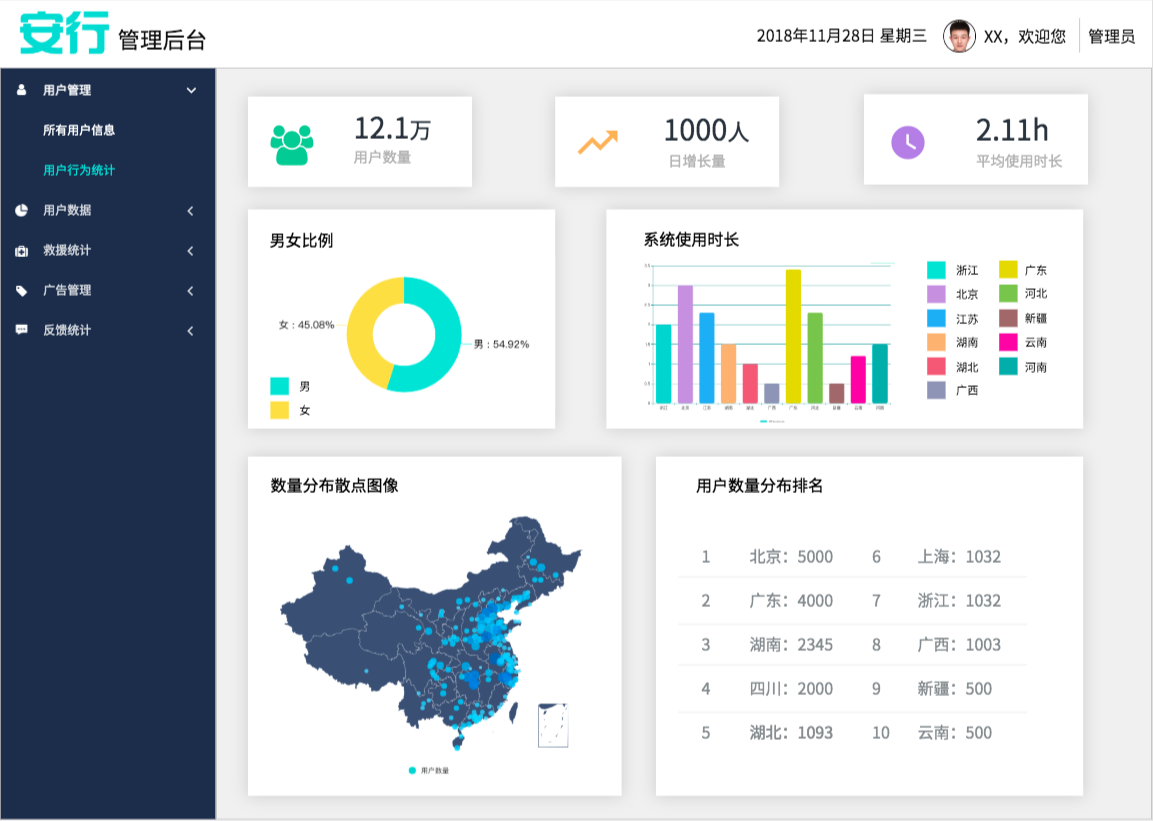 安行 管理后台
2018年11月28日 星期三 XX，欢迎您 管理员
用户管理
所有用户信息
用户行为统计
用户数据
救援统计
广告管理
反馈统计
12.1万
用户数量
1000人
日增长量
2.11h
平均使用时长
男女比例
女 : 45.08%
男 : 54.92%
男
女
系统使用时长
浙江 广东
北京 河北
江苏 新疆
湖南 云南
湖北 河南
广西
数量分布散点图像
用户数量
用户数量分布排名
1 北京：5000 6 上海：1032
2 广东：4000 7 浙江：1032
3 湖南：2345 8 广西：1003
4 四川：2000 9 新疆：500
5 湖北：1093 10 云南：500